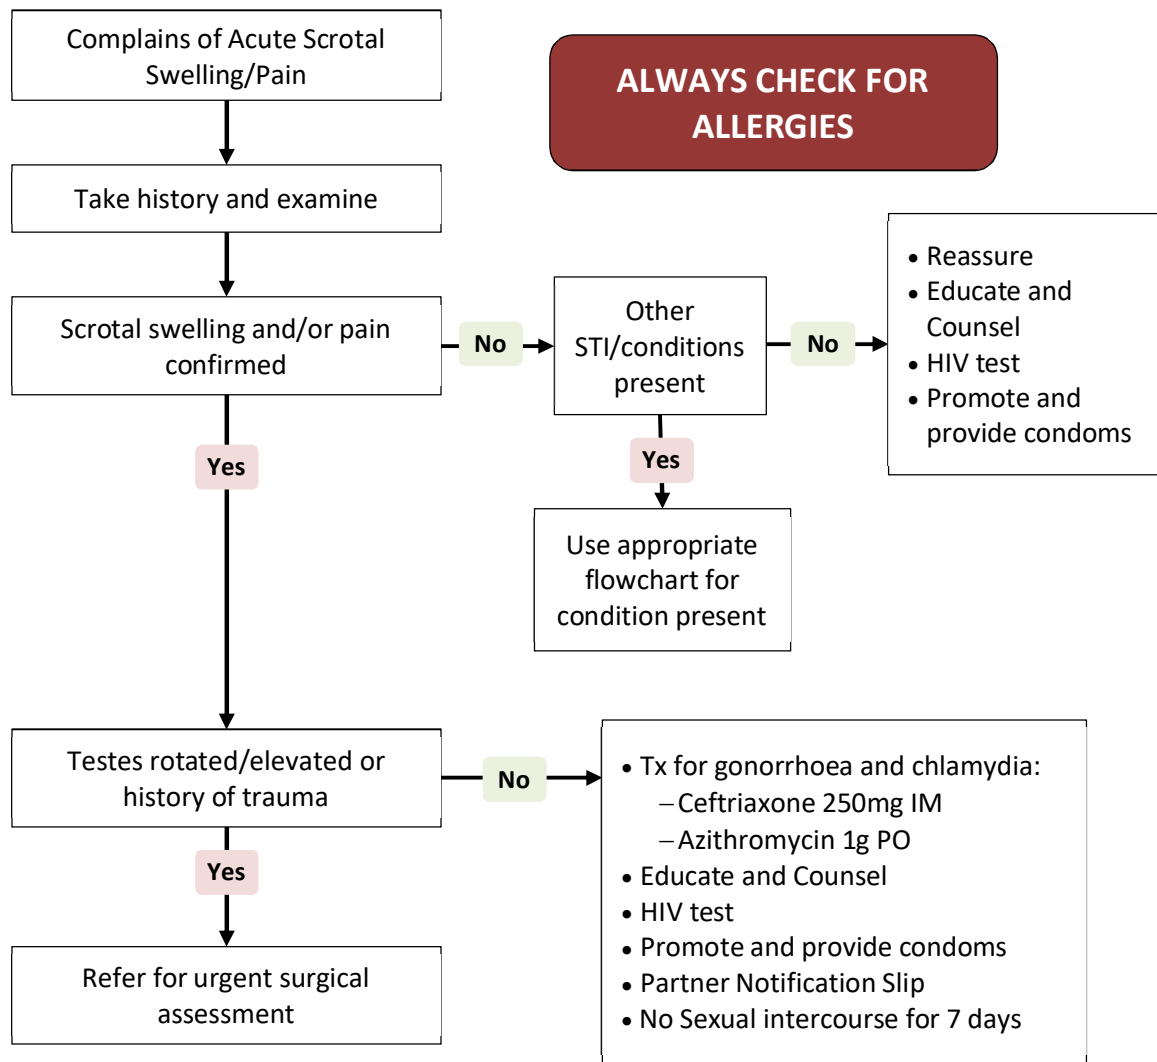 Complains of Acute Scrotal
Swelling/Pain
ALWAYS CHECK FOR
ALLERGIES
Take history and examine
Scrotal swelling and/or pain
confirmed
No
Other
STI/conditions
present
No
• Reassure
• Educate and
Counsel
• HIV test
• Promote and
provide condoms
Yes
Yes
Use appropriate
flowchart for
condition present
Testes rotated/elevated or
history of trauma
No
• Tx for gonorrhoea and chlamydia:
–Ceftriaxone 250mg IM
–Azithromycin 1g PO
• Educate and Counsel
• HIV test
• Promote and provide condoms
• Partner Notification Slip
• No Sexual intercourse for 7 days
Yes
Refer for urgent surgical
assessment